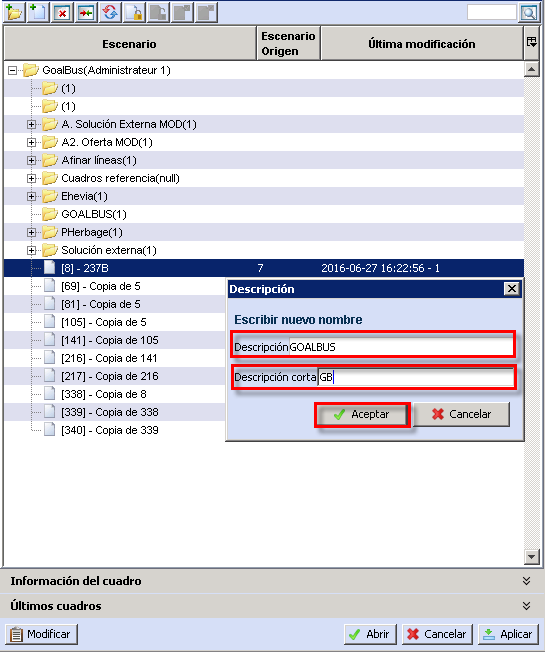 Escenario
Escenario Origen
Última modificación
GoalBus(Administrateur 1)
(1)
(1)
A. Solución Externa MOD(1)
A2. Oferta MOD(1)
Afinar líneas(1)
Cuadros referencia(null)
Ehevia(1)
GOALBUS(1)
PHerbage(1)
Solución externa(1)
[8] - 237B 7 2016-06-27 16:22:56 - 1
[69] - Copia de 5
[81] - Copia de 5
[105] - Copia de 5
[141] - Copia de 105
[216] - Copia de 141
[217] - Copia de 216
[338] - Copia de 8
[339] - Copia de 338
[340] - Copia de 339
Descripción
Escribir nuevo nombre
Descripción GOALBUS
Descripción corta GB
Aceptar Cancelar
Información del cuadro
Últimos cuadros
Modificar Abrir Cancelar Aplicar